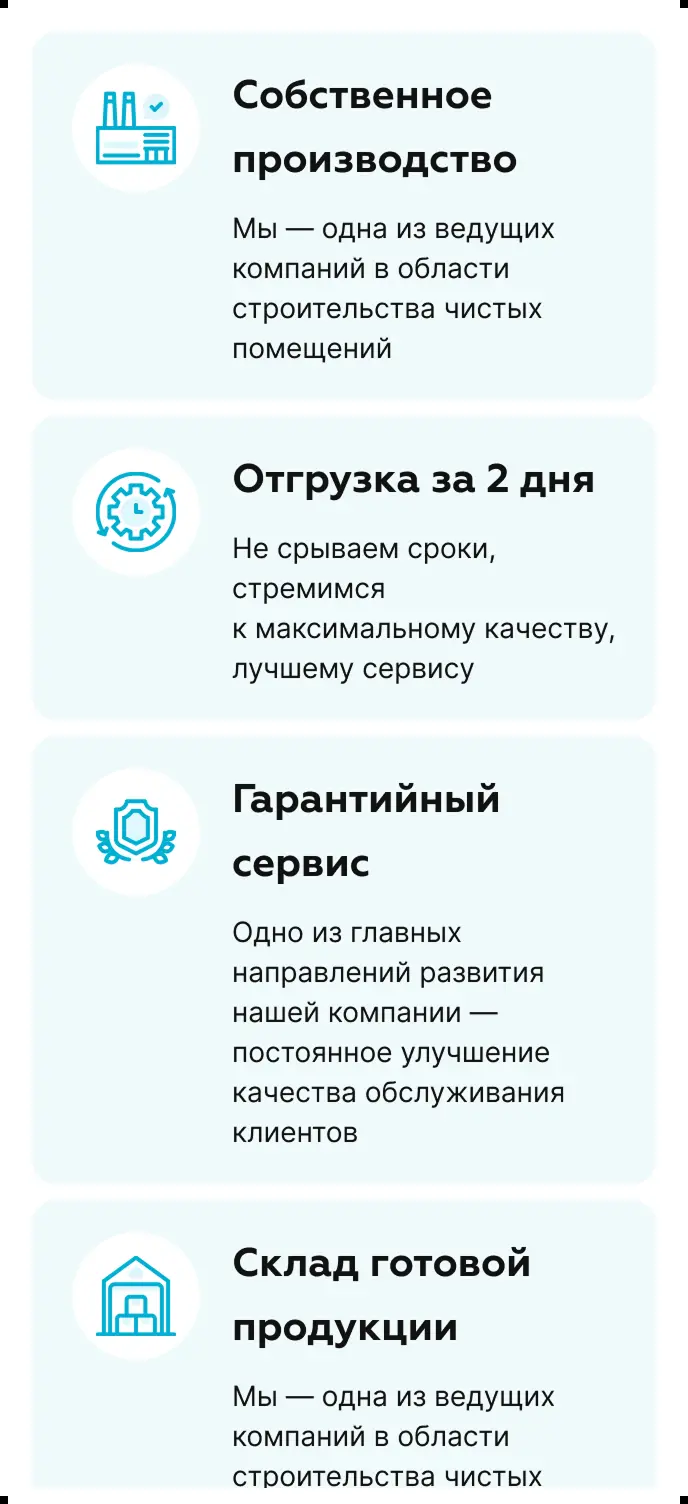 Собственное
производство
Мы — одна из ведущих
компаний в области
строительства чистых
помещений
Отгрузка за 2 дня
Не срываем сроки,
стремимся
к максимальному качеству,
лучшему сервису
Гарантийный
сервис
Одно из главных
направлений развития
нашей компании —
постоянное улучшение
качества обслуживания
клиентов
Склад готовой
продукции
Мы — одна из ведущих
компаний в области
строительства чистых